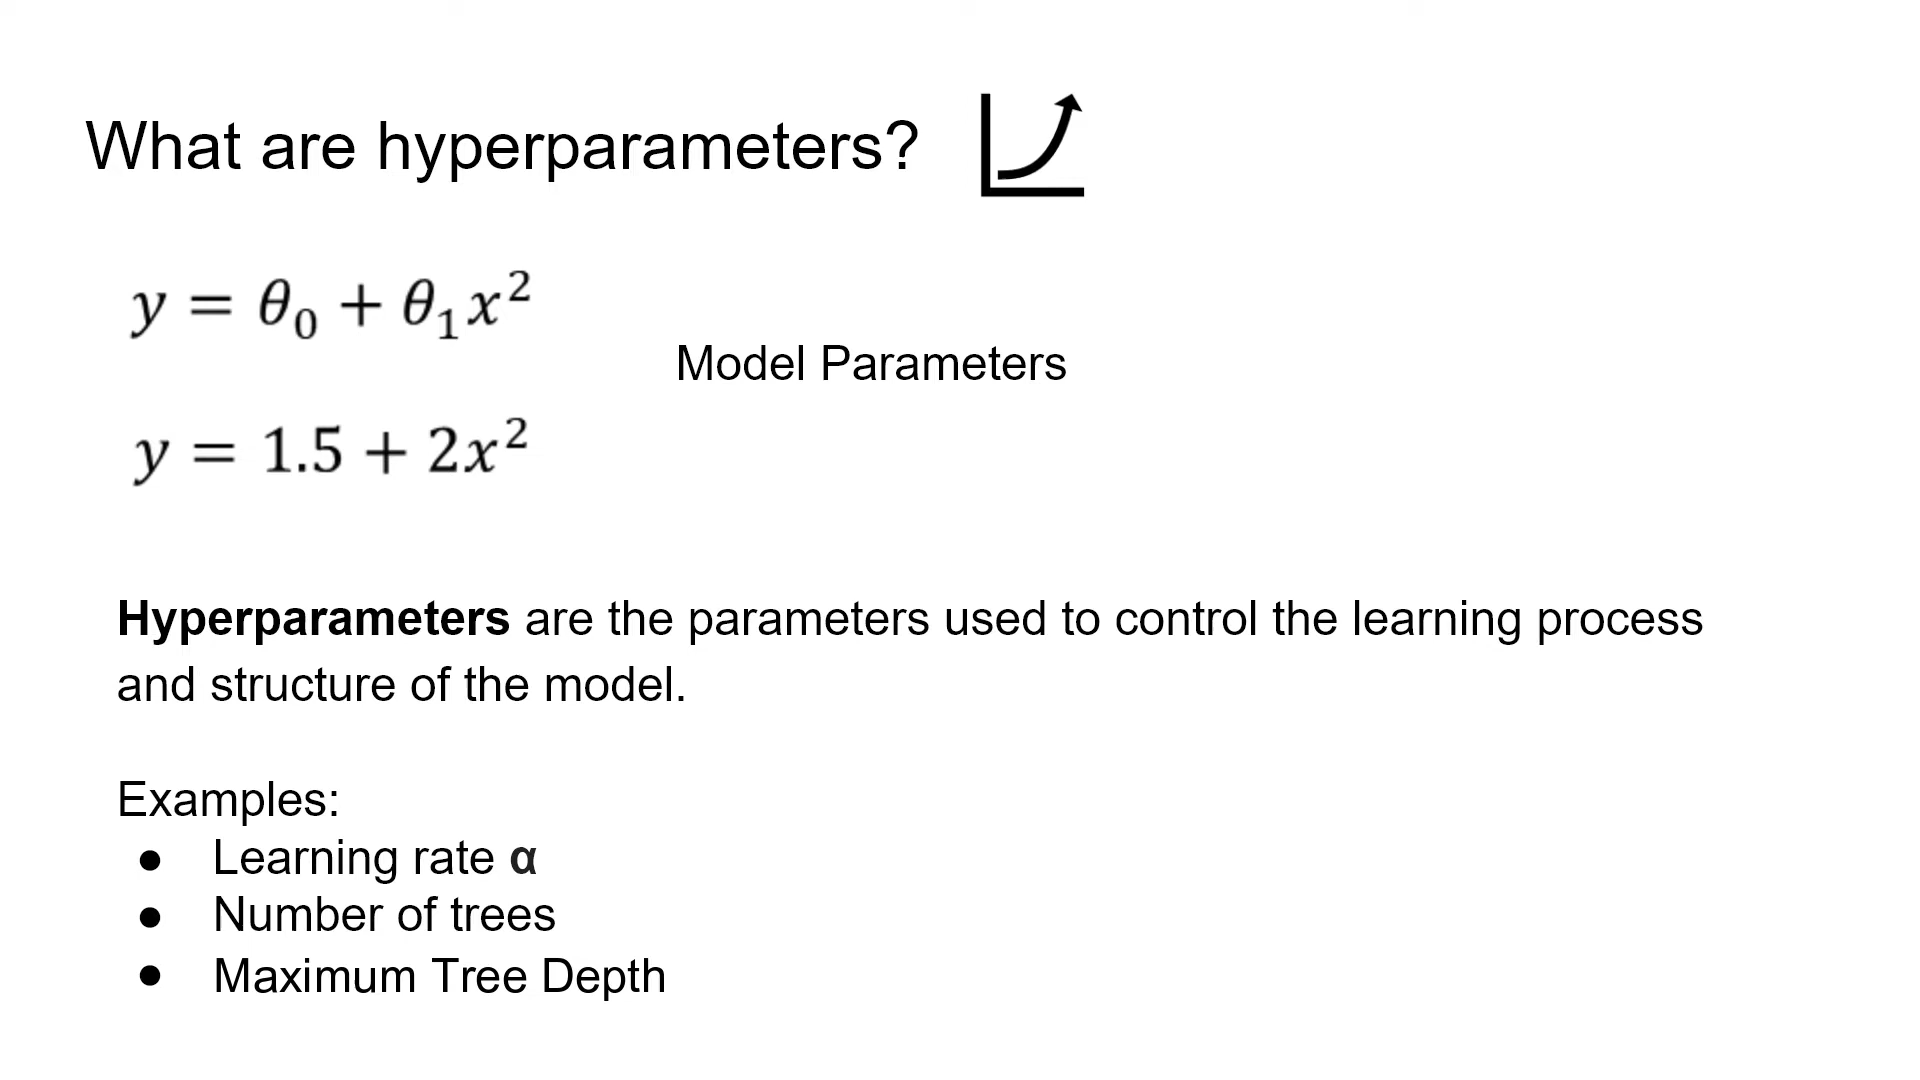 What are hyperparameters?
y = θ₀ + θ₁x²
Model Parameters
y = 1.5 + 2x²
Hyperparameters are the parameters used to control the learning process
and structure of the model.
Examples:
● Learning rate α
● Number of trees
● Maximum Tree Depth